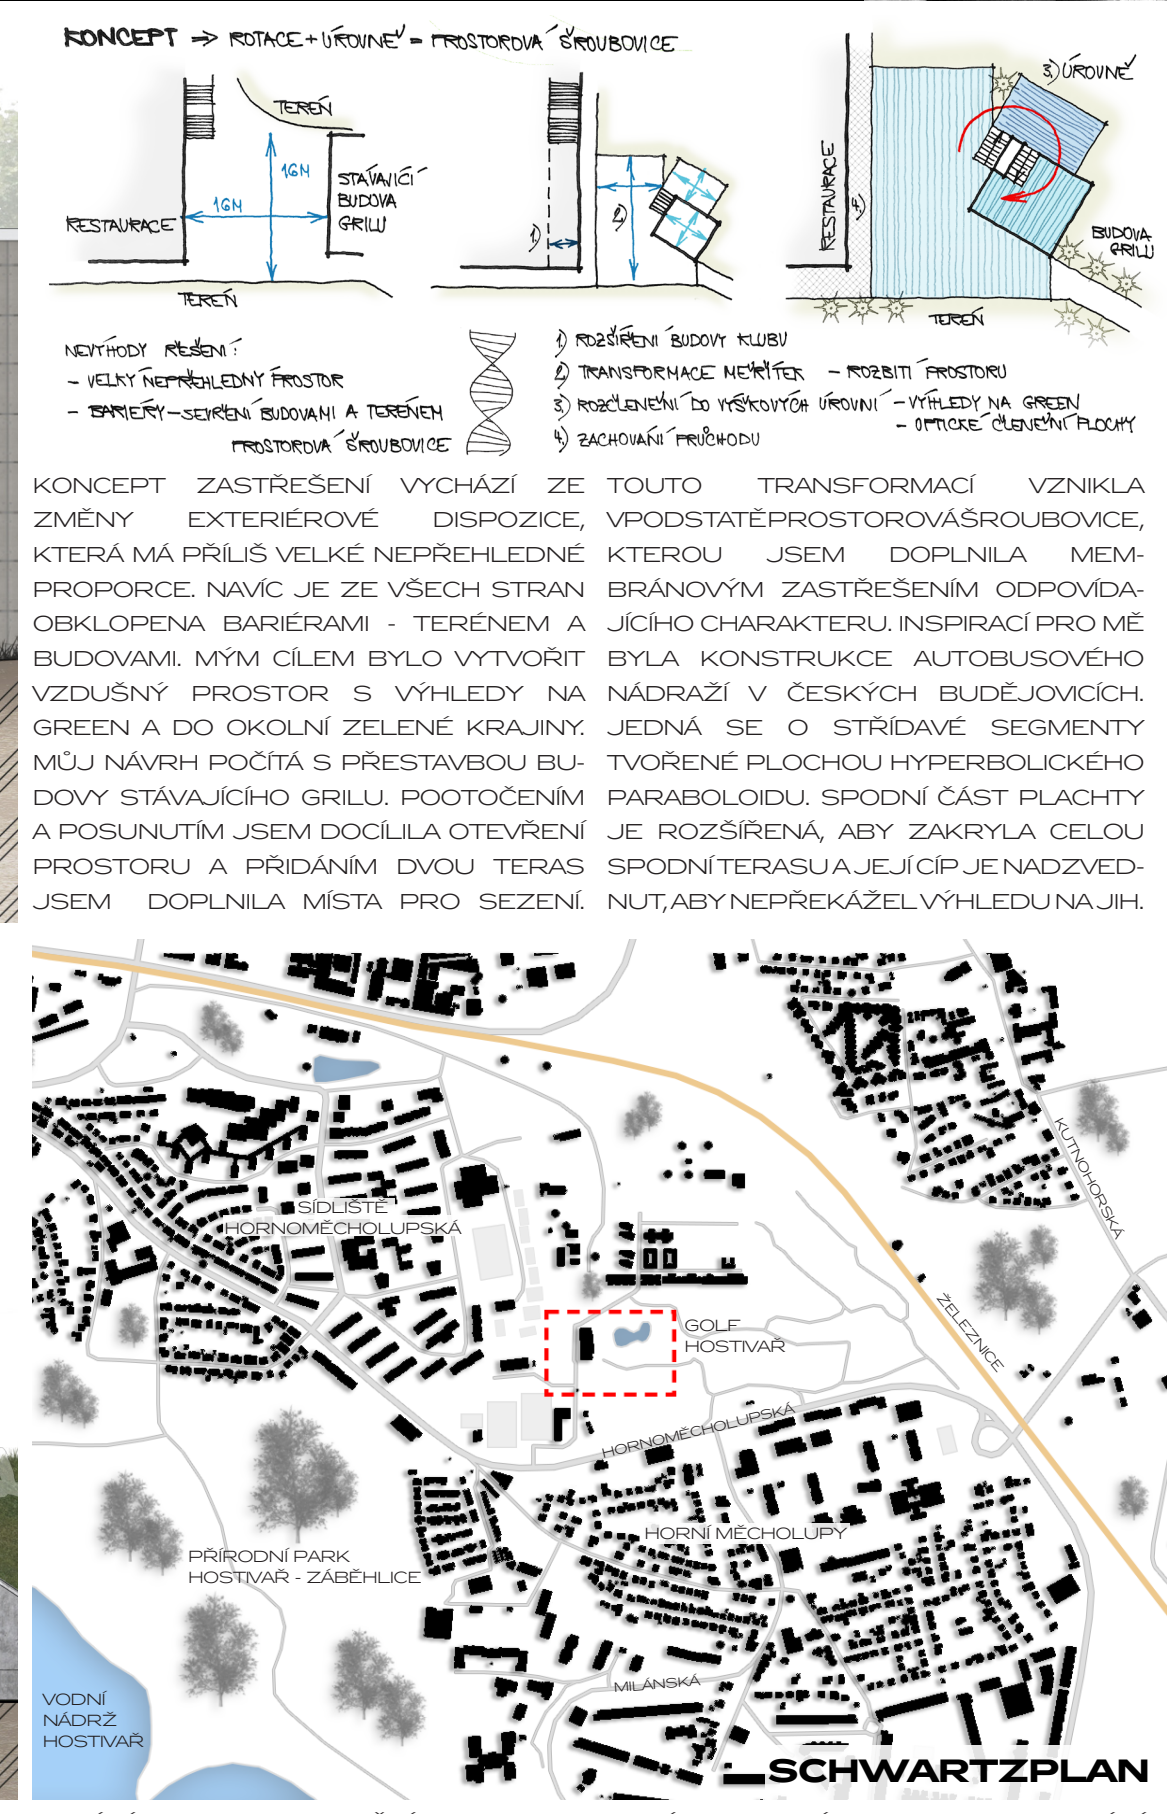 KONCEPT => ROTACE + ÚROVNĚ = PROSTOROVÁ ŠROUBOVICE
TERÉN
16M
16M
STÁVAJÍCÍ
BUDOVA
GRILU
RESTAURACE
TERÉN
1.)
2.)
3.) ÚROVNĚ
RESTAURACE
4.)
BUDOVA
GRILU
TERÉN
NEVÝHODY ŘEŠENÍ:
- VELKÝ NEPŘEHLEDNÝ PROSTOR
- BARIÉRY - SEVŘENÍ BUDOVAMI A TERÉNEM
PROSTOROVÁ ŠROUBOVICE
1.) ROZŠÍŘENÍ BUDOVY KLUBU
2.) TRANSFORMACE MĚŘÍTEK - ROZBITÍ PROSTORU
3.) ROZČLENĚNÍ DO VÝŠKOVÝCH ÚROVNÍ - VÝHLEDY NA GREEN
- OPTICKÉ ČLENĚNÍ PLOCHY
4.) ZACHOVÁNÍ PRŮCHODU
KONCEPT ZASTŘEŠENÍ VYCHÁZÍ ZE
ZMĚNY EXTERIÉROVÉ DISPOZICE,
KTERÁ MÁ PŘÍLIŠ VELKÉ NEPŘEHLEDNÉ
PROPORCE. NAVÍC JE ZE VŠECH STRAN
OBKLOPENA BARIÉRAMI - TERÉNEM A
BUDOVAMI. MÝM CÍLEM BYLO VYTVOŘIT
VZDUŠNÝ PROSTOR S VÝHLEDY NA
GREEN A DO OKOLNÍ ZELENÉ KRAJINY.
MŮJ NÁVRH POČÍTÁ S PŘESTAVBOU BU-
DOVY STÁVAJÍCÍHO GRILU. POOTOČENÍM
A POSUNUTÍM JSEM DOCÍLILA OTEVŘENÍ
PROSTORU A PŘIDÁNÍM DVOU TERAS
JSEM DOPLNILA MÍSTA PRO SEZENÍ.
TOUTO TRANSFORMACÍ VZNIKLA
VPODSTATĚ PROSTOROVÁ ŠROUBOVICE,
KTEROU JSEM DOPLNILA MEM-
BRÁNOVÝM ZASTŘEŠENÍM ODPOVÍDA-
JÍCÍHO CHARAKTERU. INSPIRACÍ PRO MĚ
BYLA KONSTRUKCE AUTOBUSOVÉHO
NÁDRAŽÍ V ČESKÝCH BUDĚJOVICÍCH.
JEDNÁ SE O STŘÍDAVÉ SEGMENTY
TVOŘENÉ PLOCHOU HYPERBOLICKÉHO
PARABOLOIDU. SPODNÍ ČÁST PLACHTY
JE ROZŠÍŘENÁ, ABY ZAKRYLA CELOU
SPODNÍ TERASU A JEJÍ CÍP JE NADZVED-
NUT, ABY NEPŘEKÁŽEL VÝHLEDU NA JIH.
KUTNOHORSKÁ
SÍDLIŠTĚ
HORNOMĚCHOLUPSKÁ
ŽELEZNICE
GOLF
HOSTIVAŘ
HORNOMĚCHOLUPSKÁ
HORNÍ MĚCHOLUPY
PŘÍRODNÍ PARK
HOSTIVAŘ - ZÁBĚHLICE
MILÁNSKÁ
VODNÍ
NÁDRŽ
HOSTIVAŘ
SCHWARTZPLAN